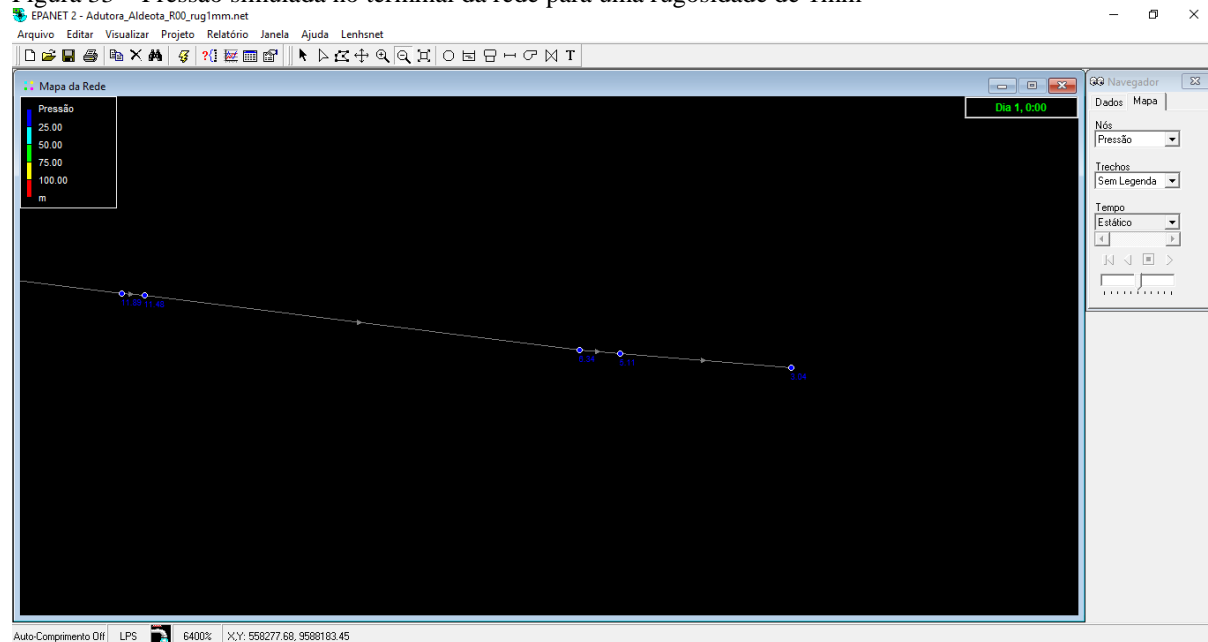 Figura 35 – Pressão simulada no terminal da rede para uma rugosidade de 1mm
EPANET 2 - Adutora_Aldeota_R00_rug1mm.net
Arquivo Editar Visualizar Projeto Relatório Janela Ajuda Lenhsnet
T
Mapa da Rede
Pressão
25.00
50.00
75.00
100.00
m
Dia 1, 0:00
Navegador
Dados Mapa
Nós
Pressão
Trechos
Sem Legenda
Tempo
Estático
Auto-Comprimento Off LPS 6400% X,Y: 558277.68, 9588183.45